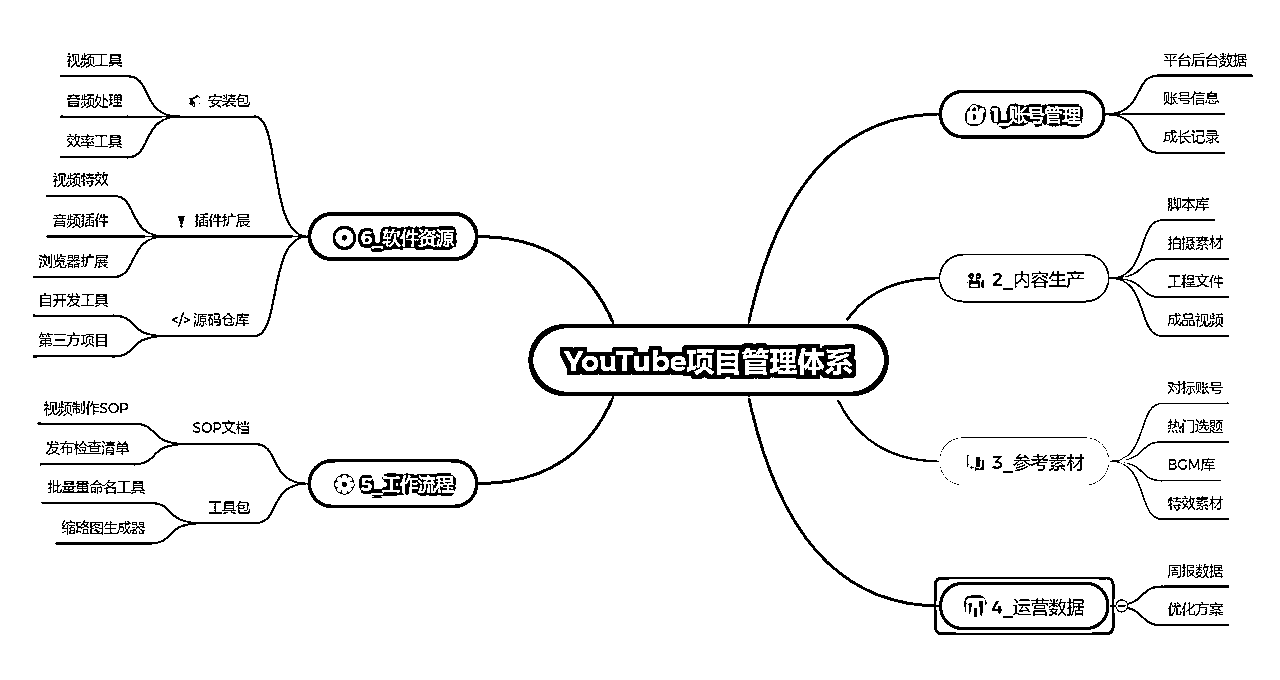 YouTube项目管理体系
1_账号管理
平台后台数据
账号信息
成长记录
2_内容生产
脚本库
拍摄素材
工程文件
成品视频
3_参考素材
对标账号
热门选题
BGM库
特效素材
4_运营数据
周报数据
优化方案
5_工作流程
SOP文档
视频制作SOP
发布检查清单
工具包
批量重命名工具
缩略图生成器
6_软件资源
安装包
视频工具
音频处理
效率工具
插件扩展
视频特效
音频插件
浏览器扩展
</> 源码仓库
自开发工具
第三方项目